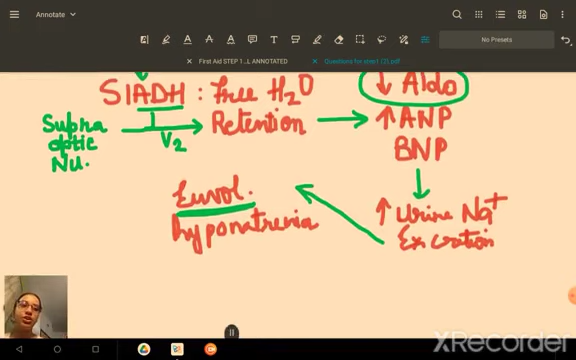 Annotate
No Presets
First Aid STEP 1 ..L ANNOTATED
Questions for step1 (2).pdf
SIADH : Free H2O
Retention
Supra
optic
NU.
V2
↓ Aldo
↑ ANP
BNP
↑ Urine Na+
Excration
Euvol.
hyponatremia
XRecorder